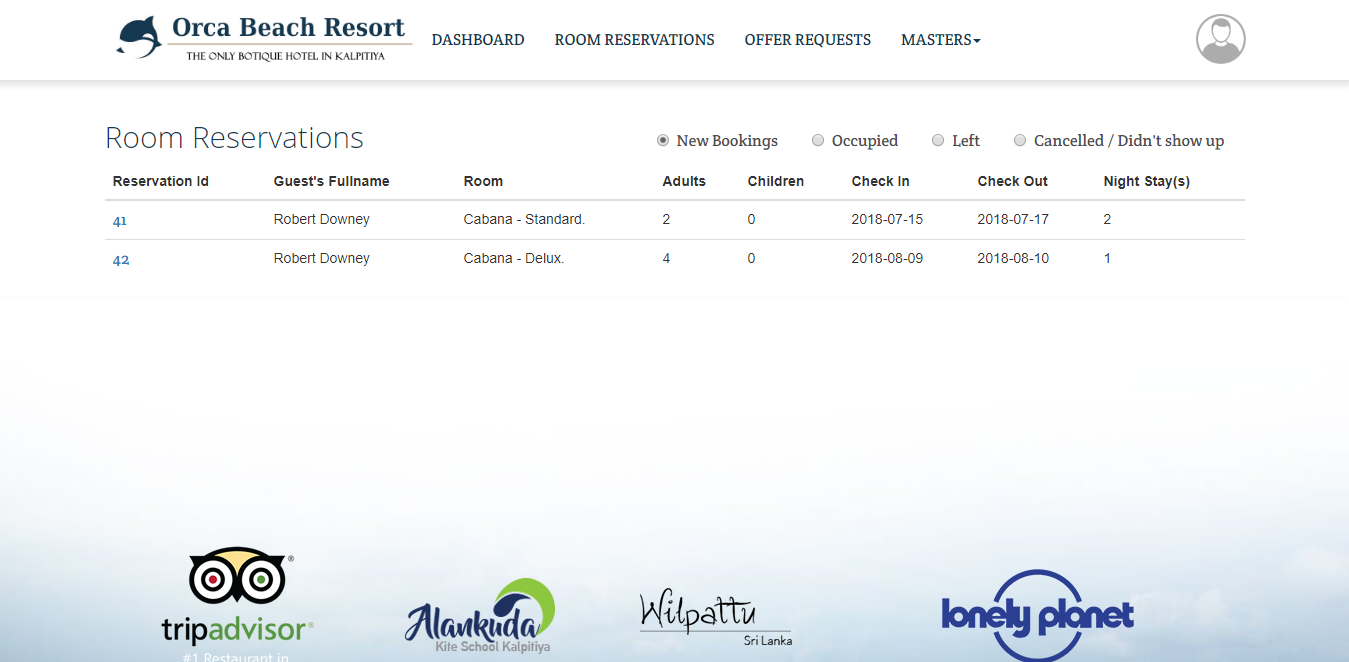 Orca Beach Resort
THE ONLY BOTIQUE HOTEL IN KALPITIYA
DASHBOARD ROOM RESERVATIONS OFFER REQUESTS MASTERS
Room Reservations
New Bookings Occupied Left Cancelled / Didn't show up
Reservation Id Guest's Fullname Room Adults Children Check In Check Out Night Stay(s)
41 Robert Downey Cabana - Standard. 2 0 2018-07-15 2018-07-17 2
42 Robert Downey Cabana - Delux. 4 0 2018-08-09 2018-08-10 1
tripadvisor®
#1 Restaurant in
Alankuda
Kite School Kalpitiya
Wilpattu
Sri Lanka
lonely planet